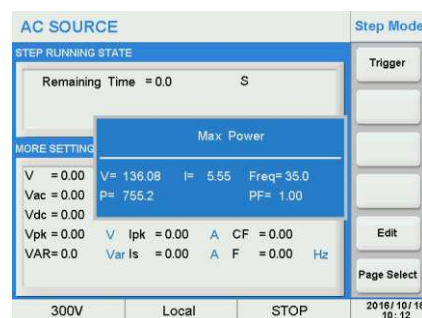 AC SOURCE
Step Mode
STEP RUNNING STATE
Trigger
Remaining Time =0.0 S
Max Power
MORE SETTING
V =0.00 V= 136.08 I= 5.55 Freq= 35.0
Vac =0.00 P= 755.2 PF= 1.00
Vdc =0.00
Vpk =0.00 V Ipk =0.00 A CF =0.00
Edit
VAR= 0.0 Var Is =0.00 A F =0.00 Hz
Page Select
300V Local STOP 2016/10/18
10:12